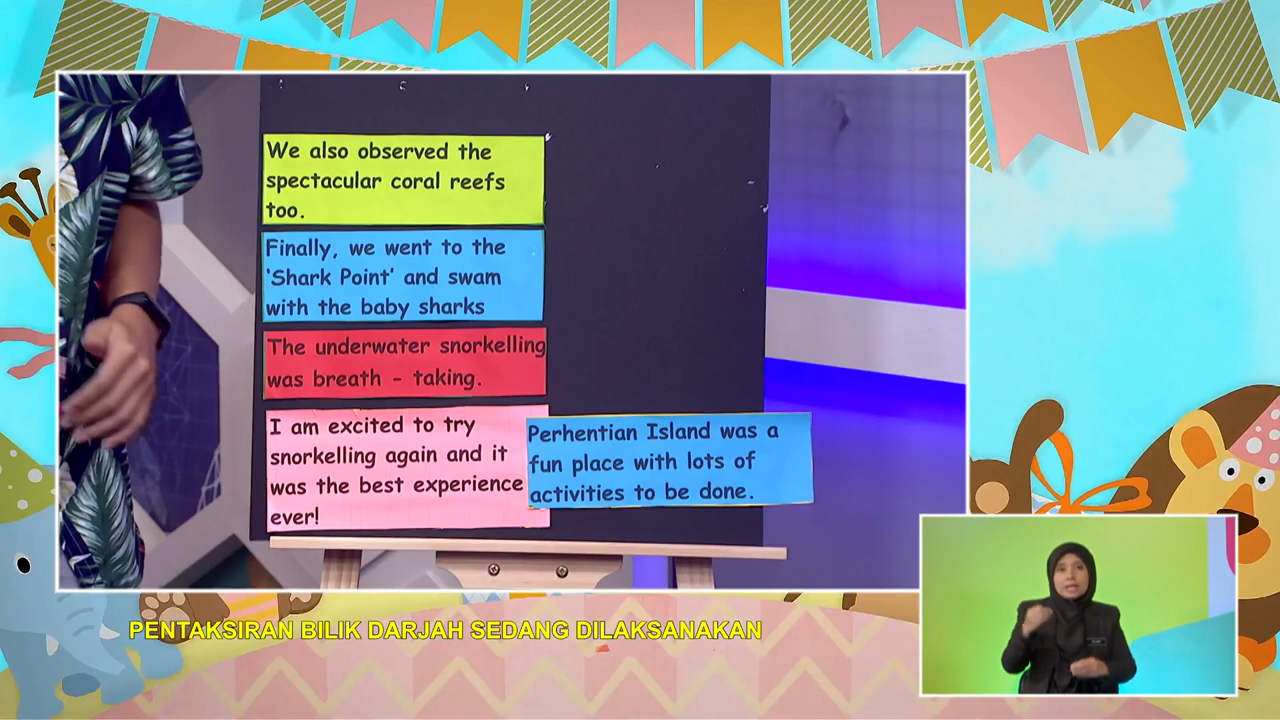 We also observed the
spectacular coral reefs
too.
Finally, we went to the
‘Shark Point’ and swam
with the baby sharks
The underwater snorkelling
was breath - taking.
I am excited to try
snorkelling again and it
was the best experience
ever!
Perhentian Island was a
fun place with lots of
activities to be done.
PENTAKSIRAN BILIK DARJAH SEDANG DILAKSANAKAN